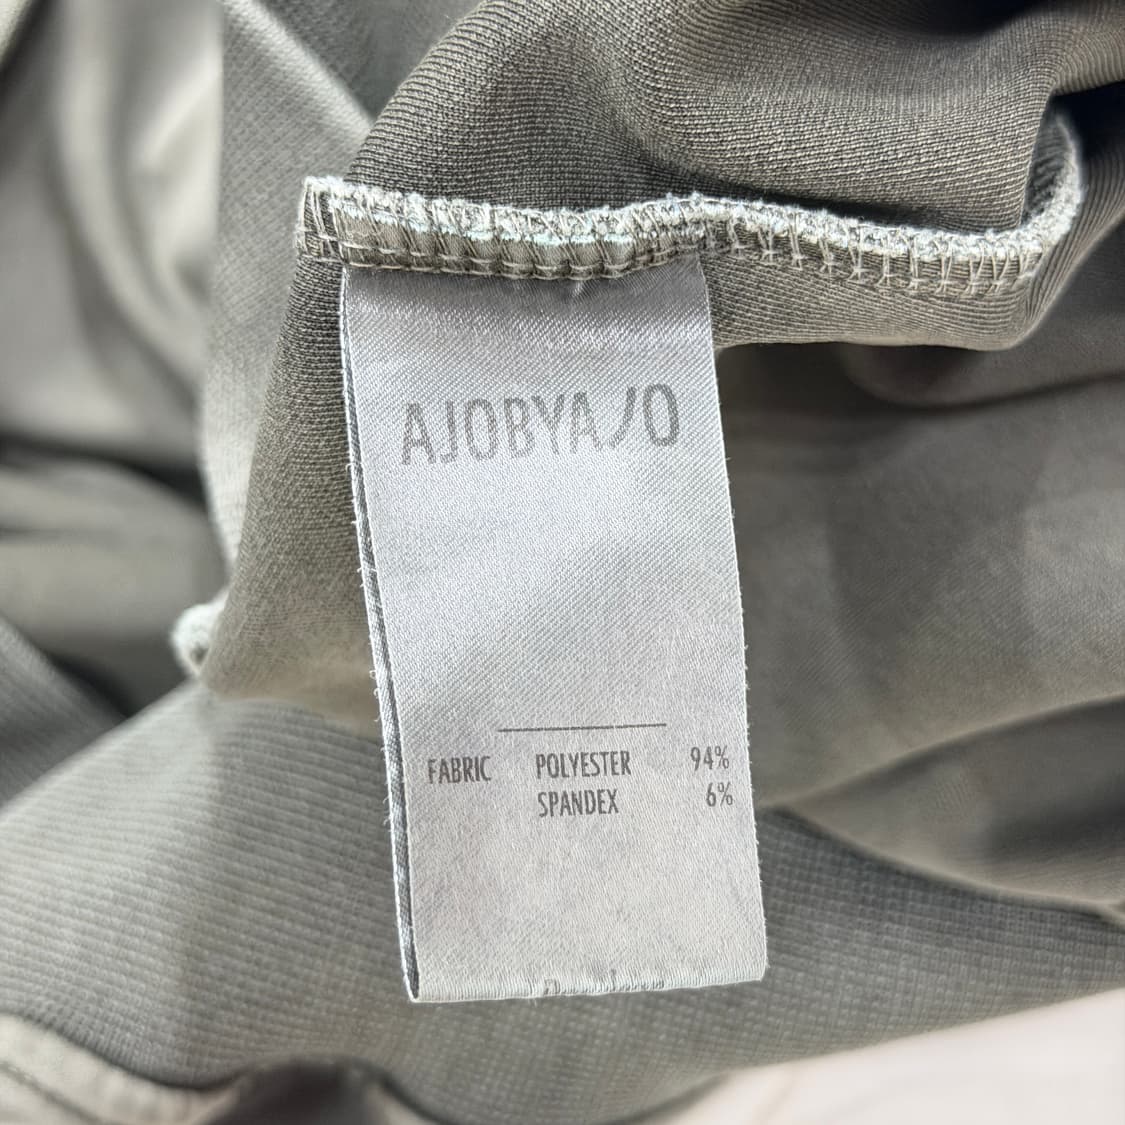 AJOBYAJO
FABRIC POLYESTER 94%
SPANDEX 6%